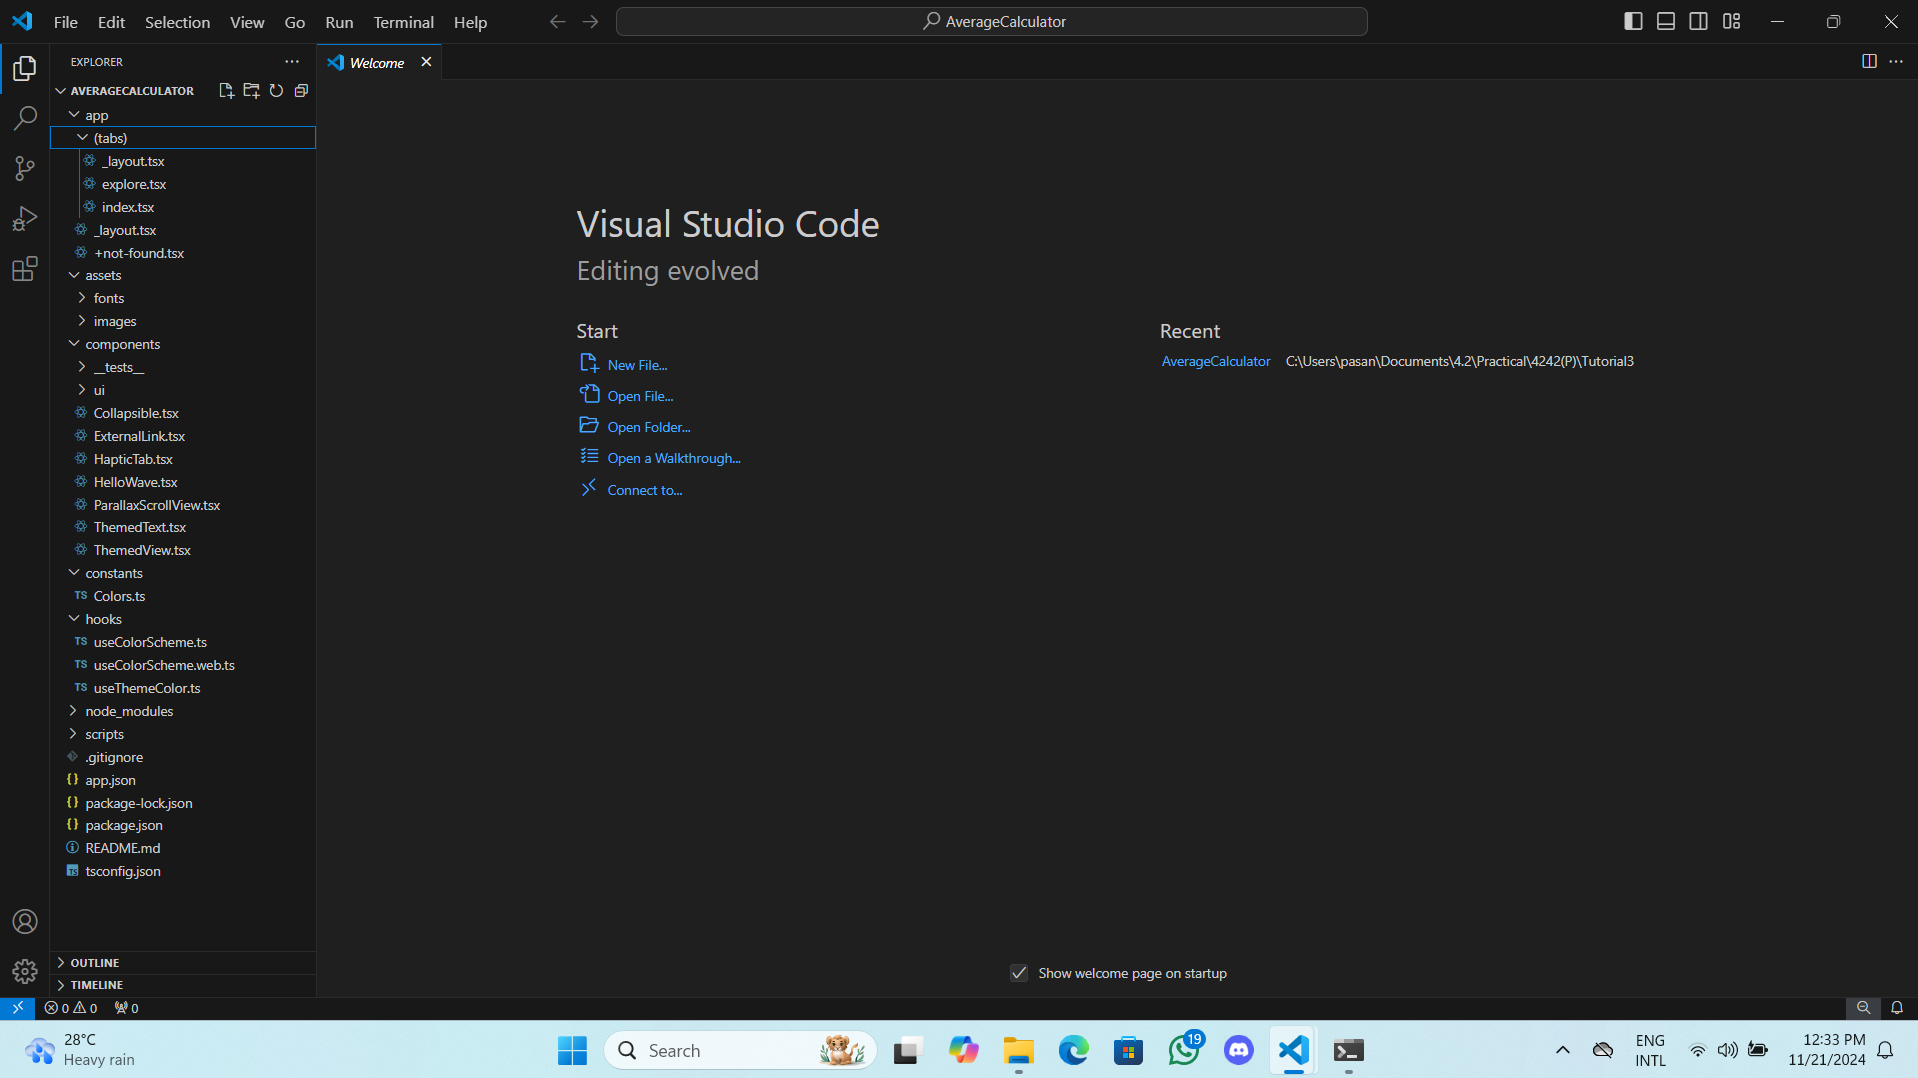 File Edit Selection View Go Run Terminal Help
AverageCalculator
EXPLORER
Welcome
AVERAGECALCULATOR
app
(tabs)
_layout.tsx
explore.tsx
index.tsx
_layout.tsx
+not-found.tsx
assets
fonts
images
components
__tests__
ui
Collapsible.tsx
ExternalLink.tsx
HapticTab.tsx
HelloWave.tsx
ParallaxScrollView.tsx
ThemedText.tsx
ThemedView.tsx
constants
TS Colors.ts
hooks
TS useColorScheme.ts
TS useColorScheme.web.ts
TS useThemeColor.ts
node_modules
scripts
.gitignore
{} app.json
{} package-lock.json
{} package.json
README.md
TS tsconfig.json
OUTLINE
TIMELINE
Visual Studio Code
Editing evolved
Start
New File...
Open File...
Open Folder...
Open a Walkthrough...
Connect to...
Recent
AverageCalculator C:\Users\pasan\Documents\4.2\Practical\4242(P)\Tutorial3
Show welcome page on startup
0 0 0
28°C
Heavy rain
Search
19
ENG
INTL
12:33 PM
11/21/2024